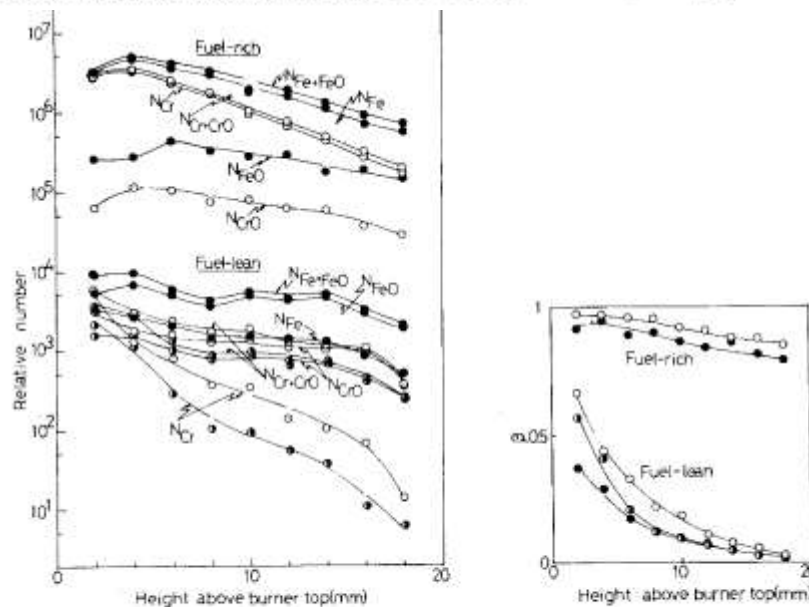 Fuel-rich
N_Fe+FeO
N_Fe
N_Cr
N_Cr+CrO
N_FeO
N_CrO
Fuel-lean
N_Fe+FeO
N_FeO
N_Fe
N_Cr+CrO
N_CrO
N_Cr
Relative number
10^7
10^6
10^5
10^4
10^3
10^2
10^1
0 10 20
Height above burner top(mm)
1
Fuel-rich
0.5
Fuel-lean
0
0 10 20
Height above burner top(mm)